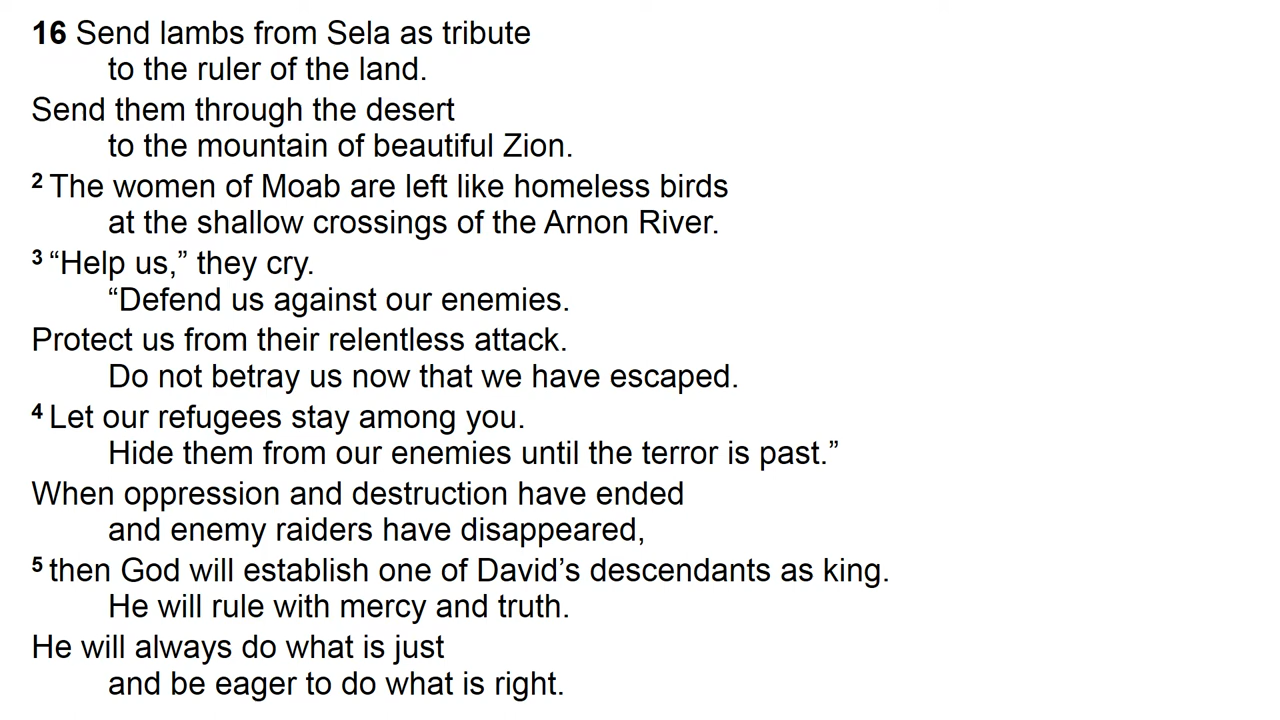 16 Send lambs from Sela as tribute
to the ruler of the land.
Send them through the desert
to the mountain of beautiful Zion.
2 The women of Moab are left like homeless birds
at the shallow crossings of the Arnon River.
3 “Help us,” they cry.
“Defend us against our enemies.
Protect us from their relentless attack.
Do not betray us now that we have escaped.
4 Let our refugees stay among you.
Hide them from our enemies until the terror is past.”
When oppression and destruction have ended
and enemy raiders have disappeared,
5 then God will establish one of David’s descendants as king.
He will rule with mercy and truth.
He will always do what is just
and be eager to do what is right.